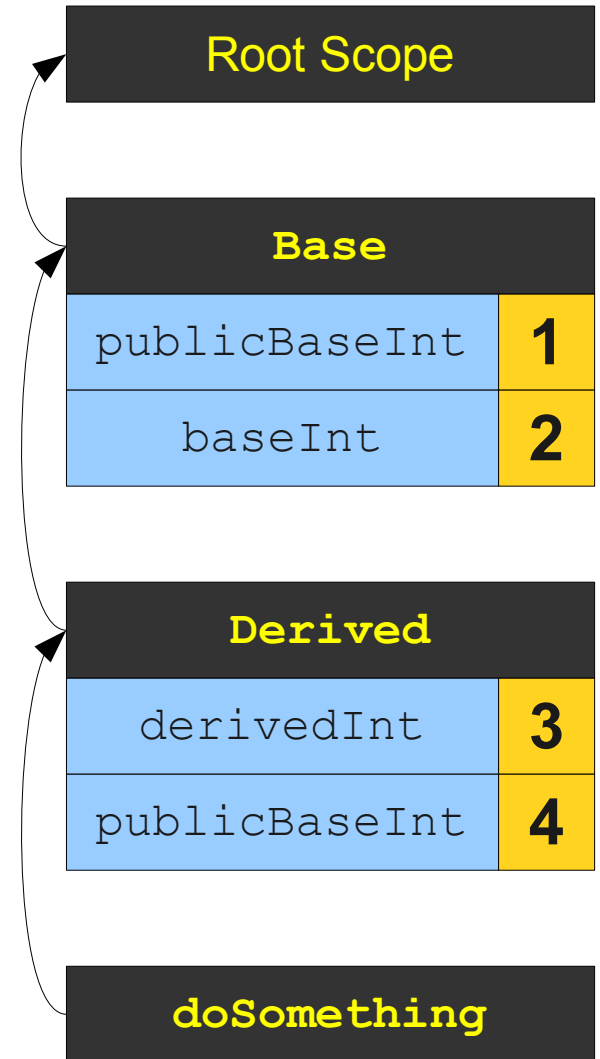 Root Scope
Base
publicBaseInt 1
baseInt 2
Derived
derivedInt 3
publicBaseInt 4
doSomething